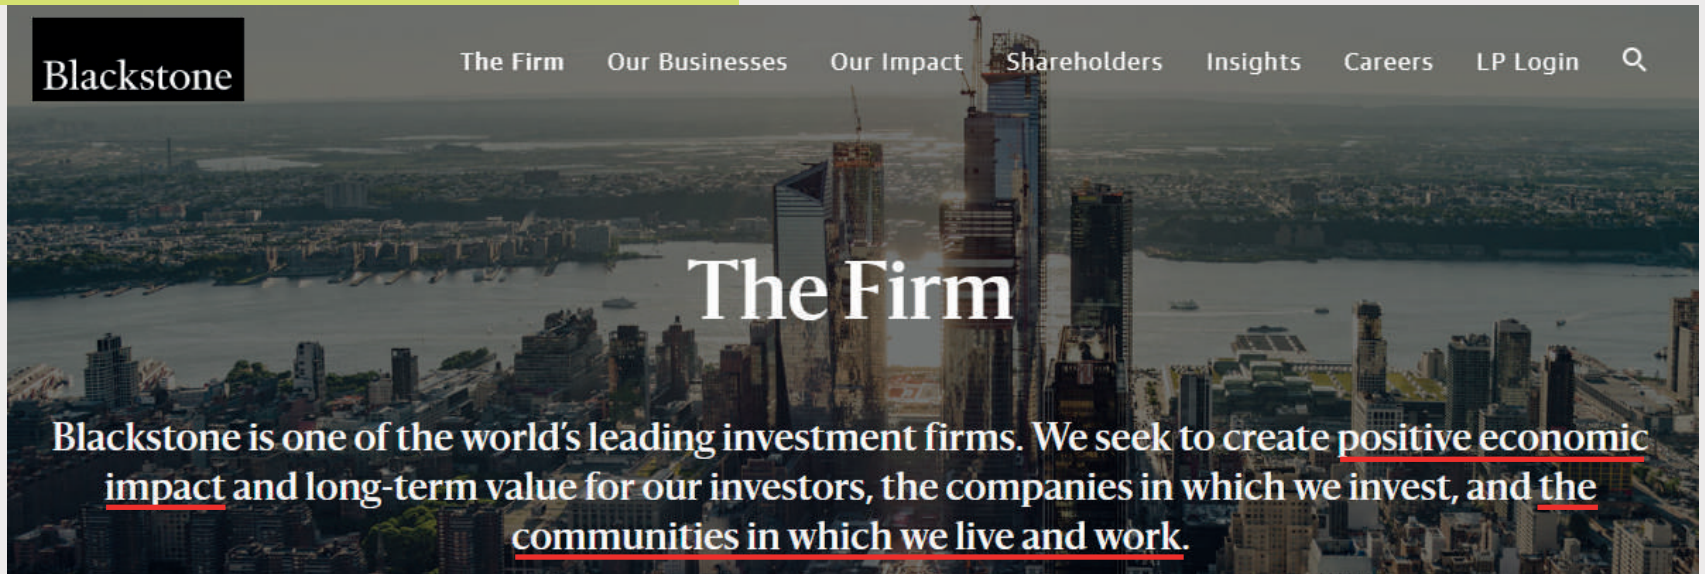 Blackstone
The Firm
Our Businesses
Our Impact
Shareholders
Insights
Careers
LP Login
The Firm
Blackstone is one of the world's leading investment firms. We seek to create positive economic
impact and long-term value for our investors, the companies in which we invest, and the
communities in which we live and work.